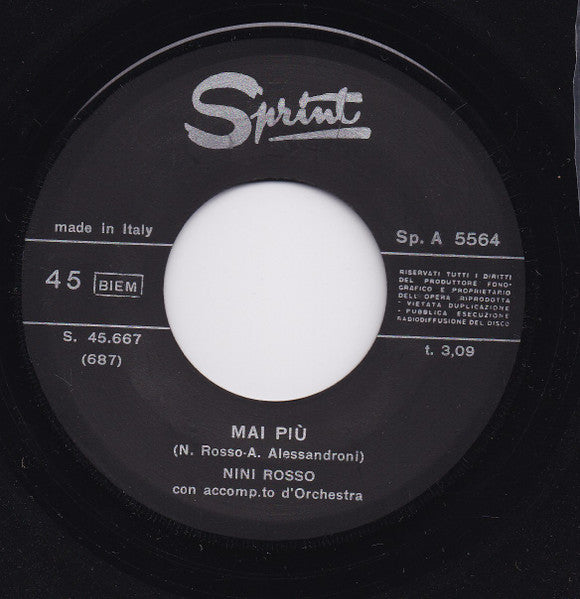 Sprint
made in Italy
Sp. A 5564
45 BIEM
RISERVATI TUTTI I DIRITTI
DEL PRODUTTORE FONO-
GRAFICO E PROPRIETARIO
DELL'OPERA RIPRODOTTA
- VIETATA DUPLICAZIONE -
- PUBBLICA ESECUZIONE
RADIODIFFUSIONE DEL DISCO
S. 45.667
(687)
t. 3,09
MAI PIÙ
(N. Rosso-A. Alessandroni)
NINI ROSSO
con accomp.to d'Orchestra